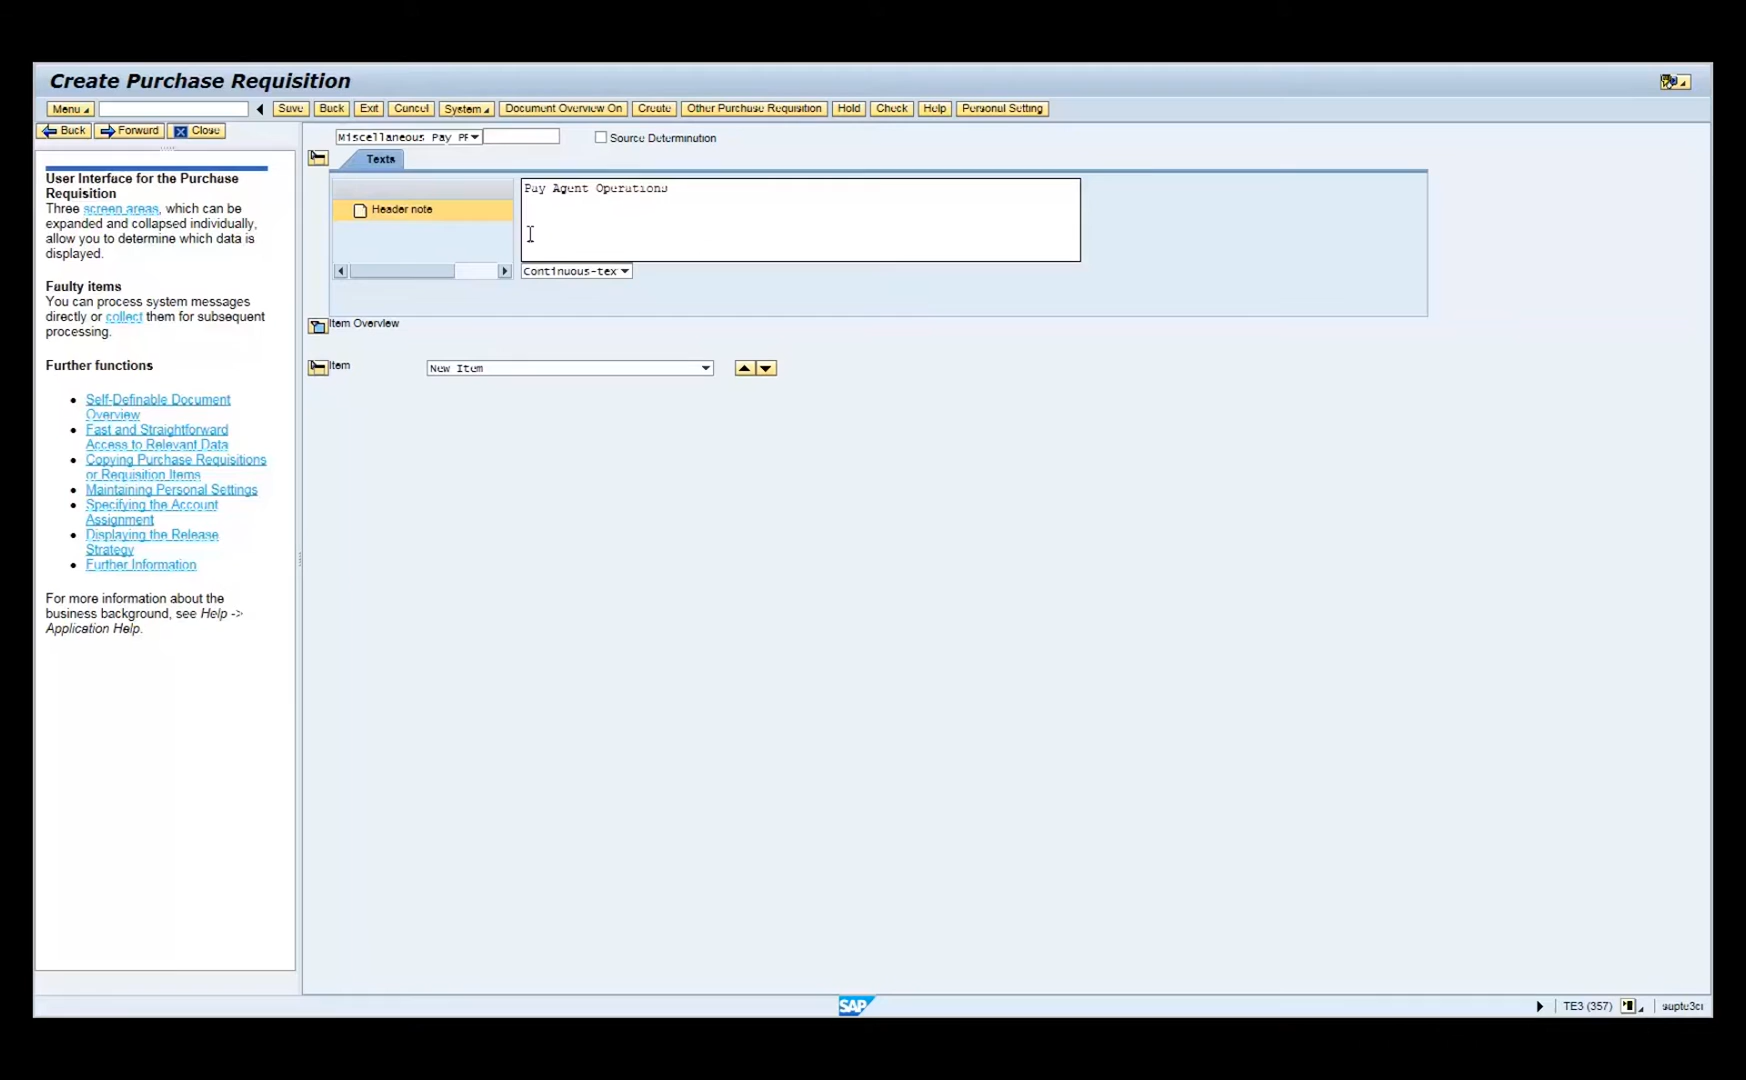 Create Purchase Requisition
Menu
Save Back Exit Cancel System Document Overview On Create Other Purchase Requisition Hold Check Help Personal Setting
Back Forward Close
Miscellaneous Pay PR
Source Determination
Texts
Header note
Pay Agent Operations
Continuous-tex
Item Overview
Item
New Item
User Interface for the Purchase
Requisition
Three screen areas, which can be
expanded and collapsed individually,
allow you to determine which data is
displayed.
Faulty items
You can process system messages
directly or collect them for subsequent
processing.
Further functions
Self-Definable Document
Overview
Fast and Straightforward
Access to Relevant Data
Copying Purchase Requisitions
or Requisition Items
Maintaining Personal Settings
Specifying the Account
Assignment
Displaying the Release
Strategy
Further Information
For more information about the
business background, see Help ->
Application Help.
SAP
TE3 (357)